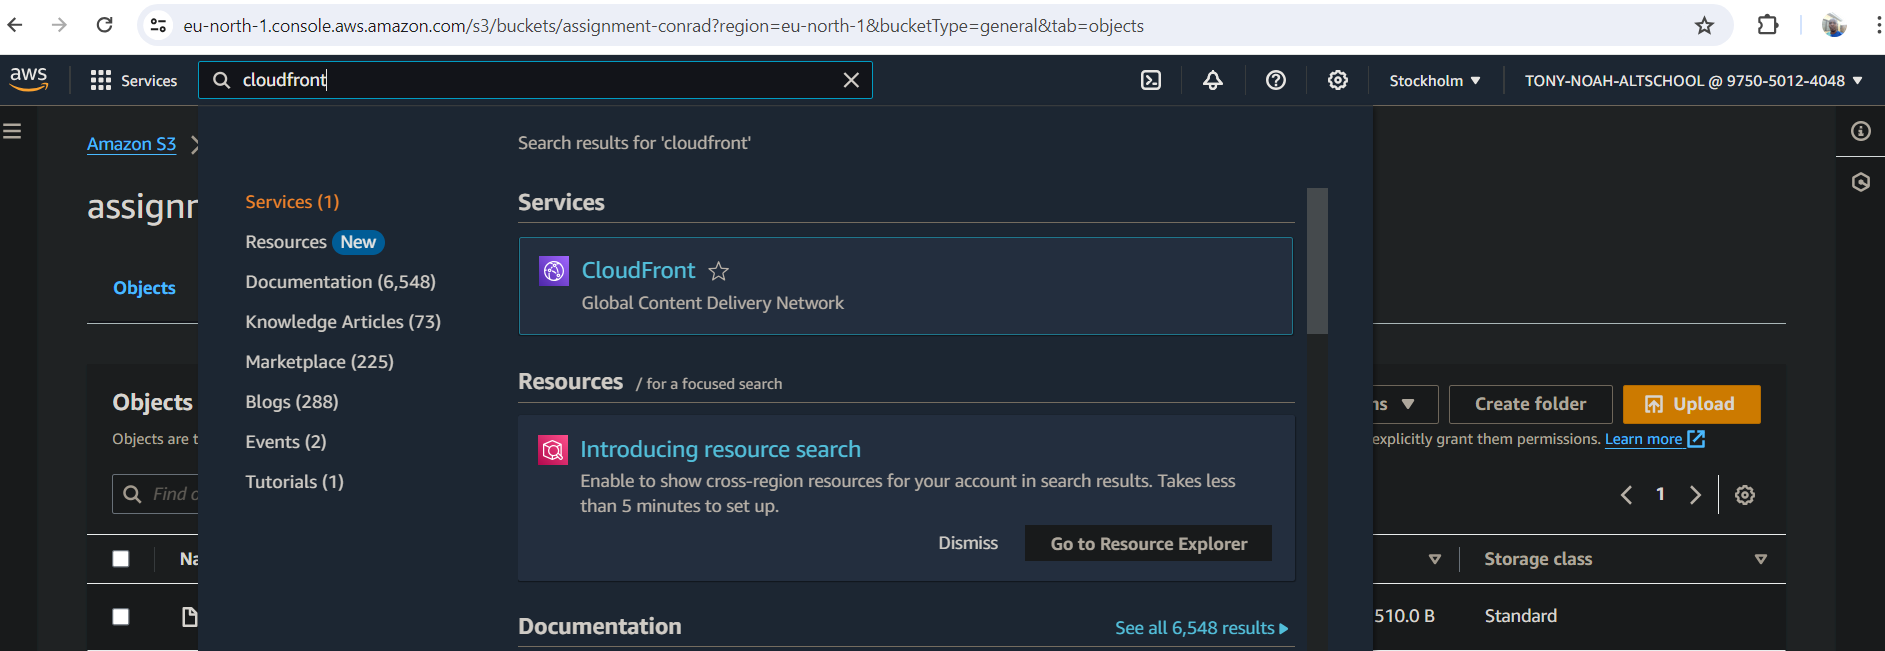 eu-north-1.console.aws.amazon.com/s3/buckets/assignment-conrad?region=eu-north-1&bucketType=general&tab=objects
aws
Services
cloudfront
Stockholm
TONY-NOAH-ALTSCHOOL @ 9750-5012-4048
Amazon S3
assignr
Objects
Objects
Objects are t
Find o
Na
Search results for 'cloudfront'
Services (1)
Resources New
Documentation (6,548)
Knowledge Articles (73)
Marketplace (225)
Blogs (288)
Events (2)
Tutorials (1)
Services
CloudFront
Global Content Delivery Network
Resources / for a focused search
Introducing resource search
Enable to show cross-region resources for your account in search results. Takes less
than 5 minutes to set up.
Dismiss
Go to Resource Explorer
Documentation
See all 6,548 results
ns
Create folder
Upload
explicitly grant them permissions. Learn more
1
Storage class
510.0 B
Standard